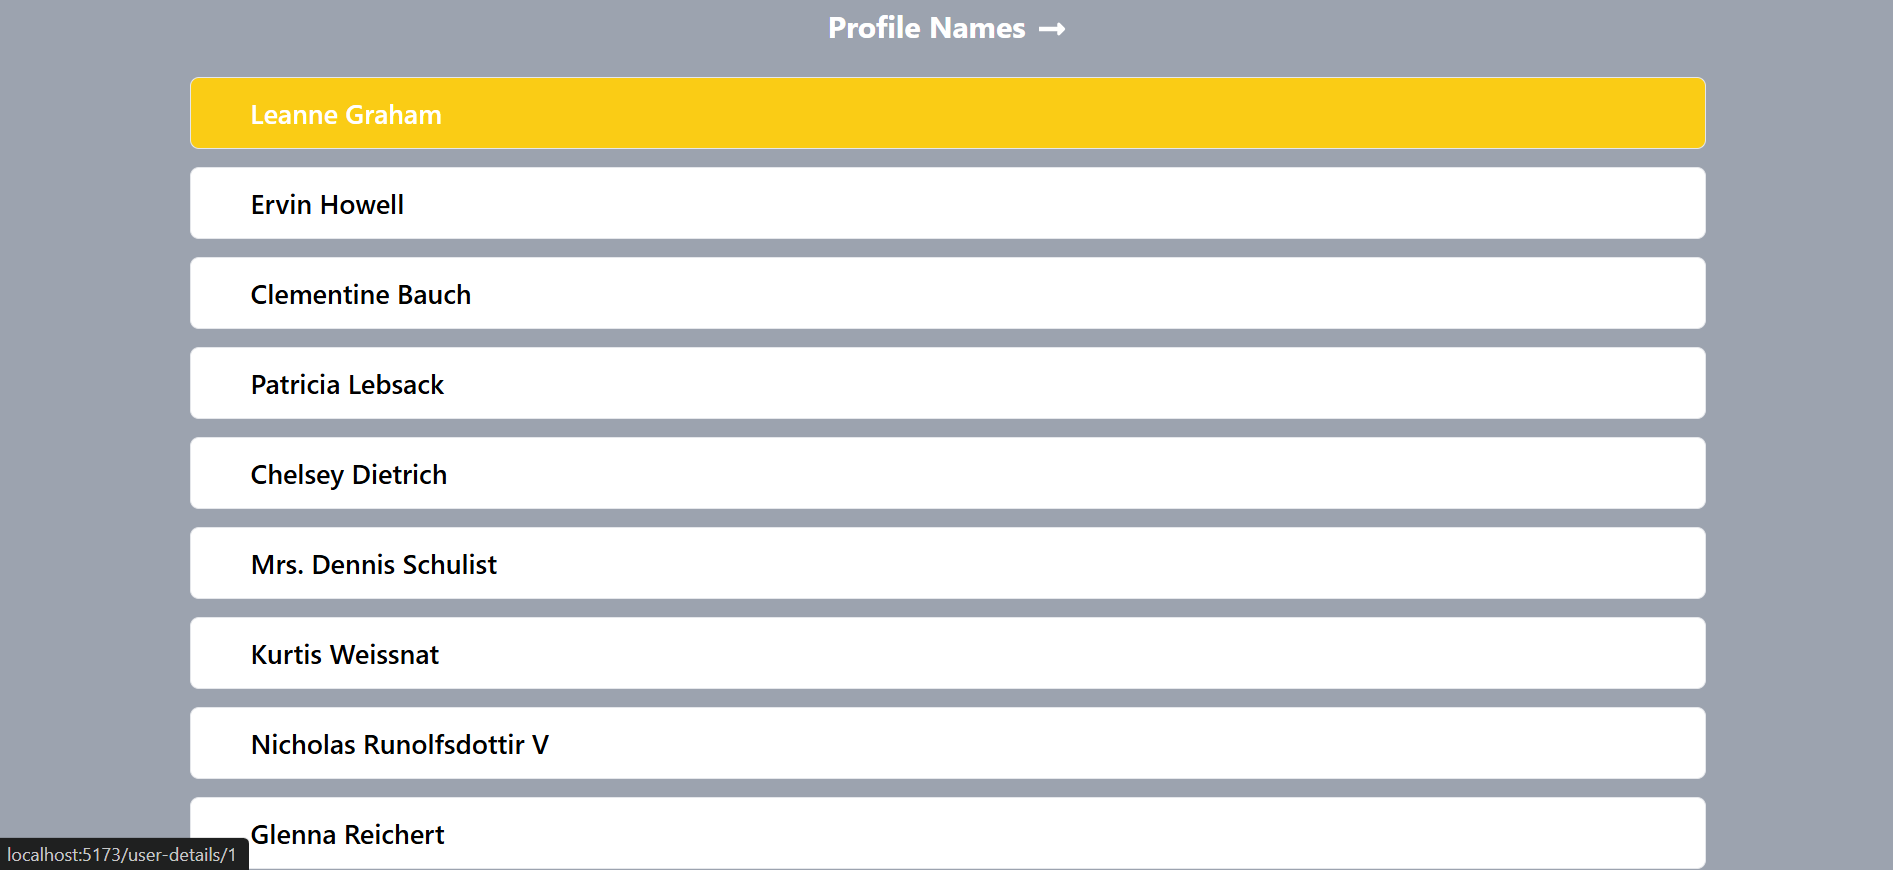 Profile Names →
Leanne Graham
Ervin Howell
Clementine Bauch
Patricia Lebsack
Chelsey Dietrich
Mrs. Dennis Schulist
Kurtis Weissnat
Nicholas Runolfsdottir V
Glenna Reichert
localhost:5173/user-details/1